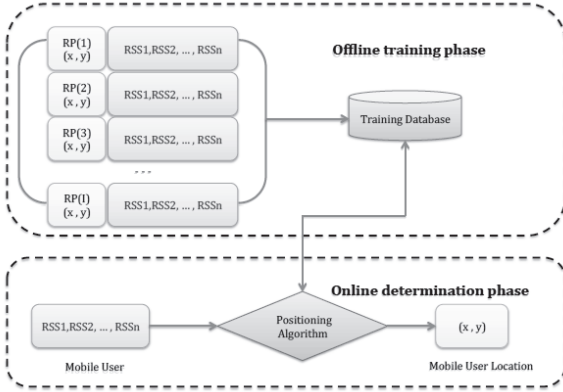 Offline training phase
RP(1)
(x , y)
RSS1,RSS2, ... , RSSn
RP(2)
(x , y)
RSS1,RSS2, ... , RSSn
RP(3)
(x , y)
RSS1,RSS2, ... , RSSn
...
RP(I)
(x , y)
RSS1,RSS2, ... , RSSn
Training Database
Online determination phase
RSS1,RSS2, ... , RSSn
Mobile User
Positioning
Algorithm
(x , y)
Mobile User Location